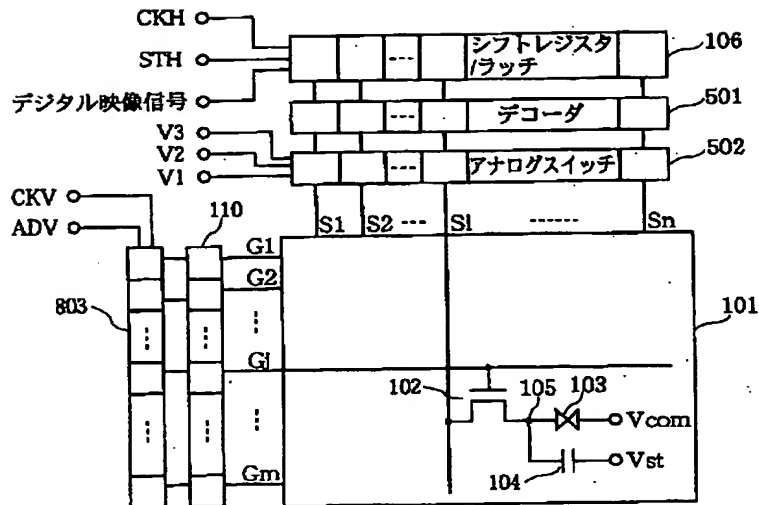 CKH
STH
デジタル映像信号
シフトレジスタ
/ラッチ
106
デコーダ
501
V3
V2
V1
アナログスイッチ
502
CKV
ADV
110
S1 S2 --- Sl ------ Sn
G1
G2
803
101
Gj
102
105
103
Vcom
104
Vst
Gm